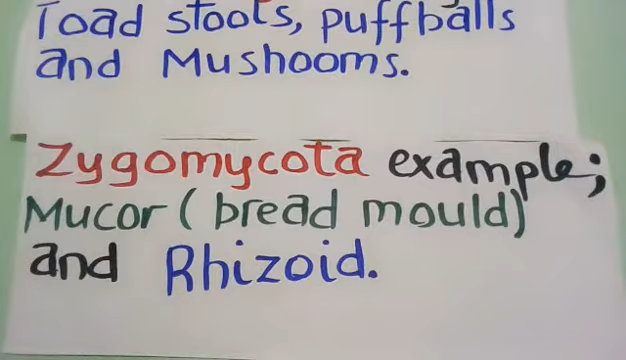 Toad stools, puffballs
and Mushooms.
Zygomycota example;
Mucor ( bread mould)
and Rhizoid.